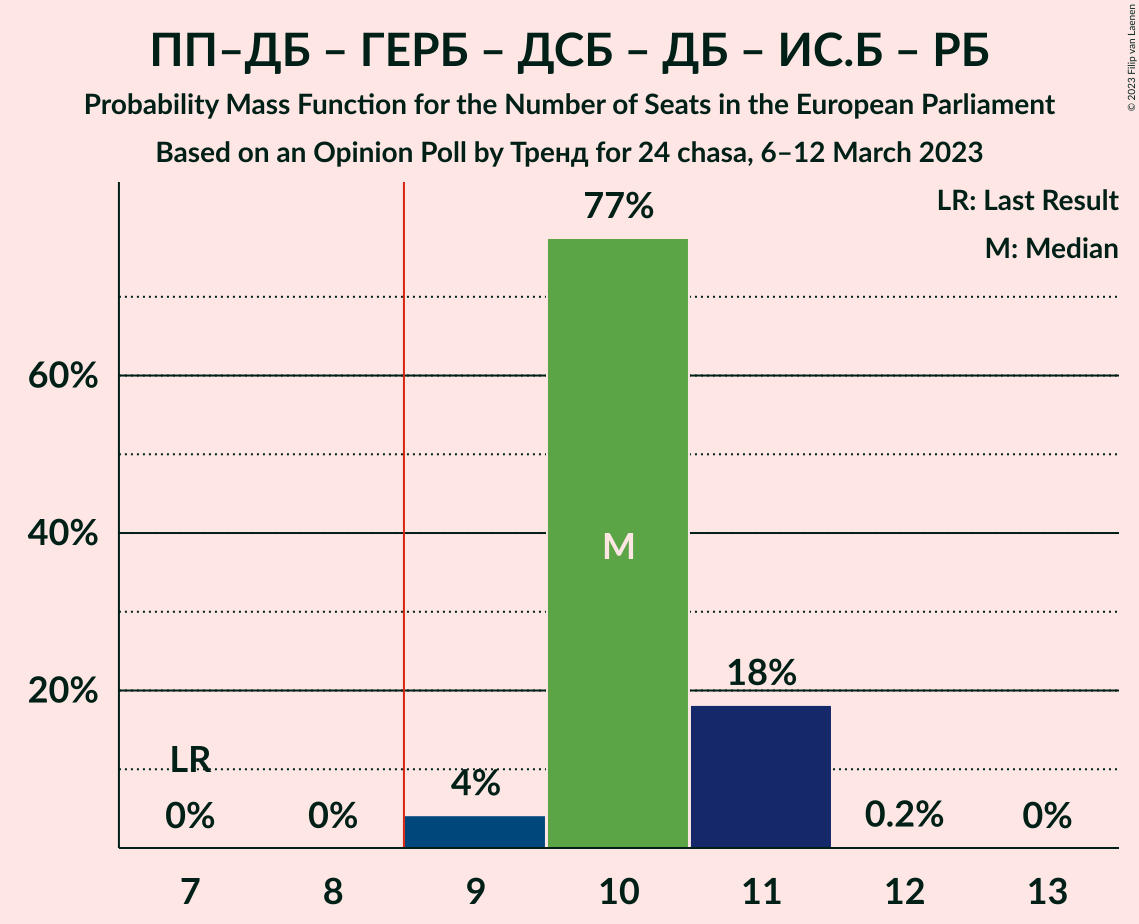 ПП–ДБ – ГЕРБ – ДСБ – ДБ – ИС.Б – РБ
Probability Mass Function for the Number of Seats in the European Parliament
Based on an Opinion Poll by Тренд for 24 chasa, 6–12 March 2023
© 2023 Filip van Laenen
LR: Last Result
M: Median
77%
60%
40%
M
20%
18%
LR
4%
0%
0%
0.2%
0%
7
8
9
10
11
12
13